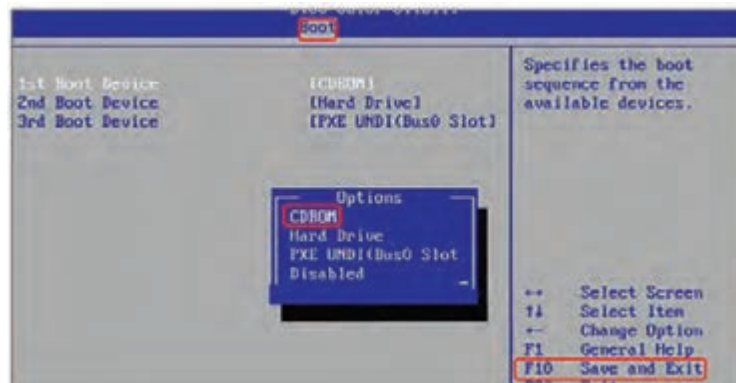 Boot
1st Boot Device [CDROM]
2nd Boot Device [Hard Drive]
3rd Boot Device [PXE UNDI(Bus0 Slot]
Specifies the boot
sequence from the
available devices.
Options
CDROM
Hard Drive
PXE UNDI(Bus0 Slot
Disabled
↔ Select Screen
↑↓ Select Item
←- Change Option
F1 General Help
F10 Save and Exit